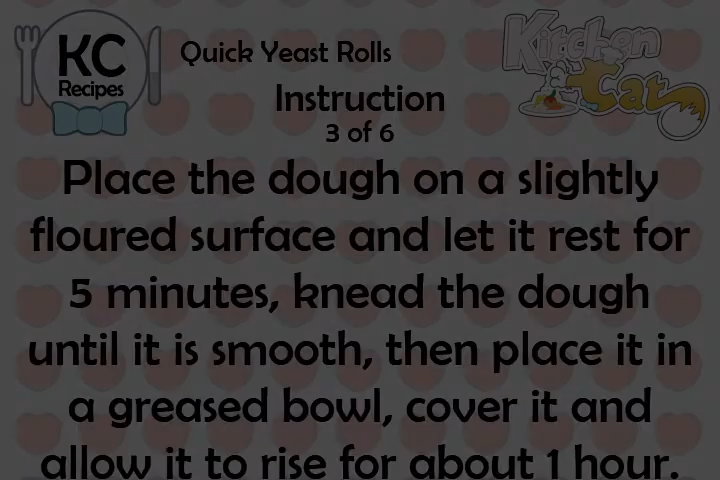 KC
Recipes
Quick Yeast Rolls
Kitchen
Cat
Instruction
3 of 6
Place the dough on a slightly
floured surface and let it rest for
5 minutes, knead the dough
until it is smooth, then place it in
a greased bowl, cover it and
allow it to rise for about 1 hour.